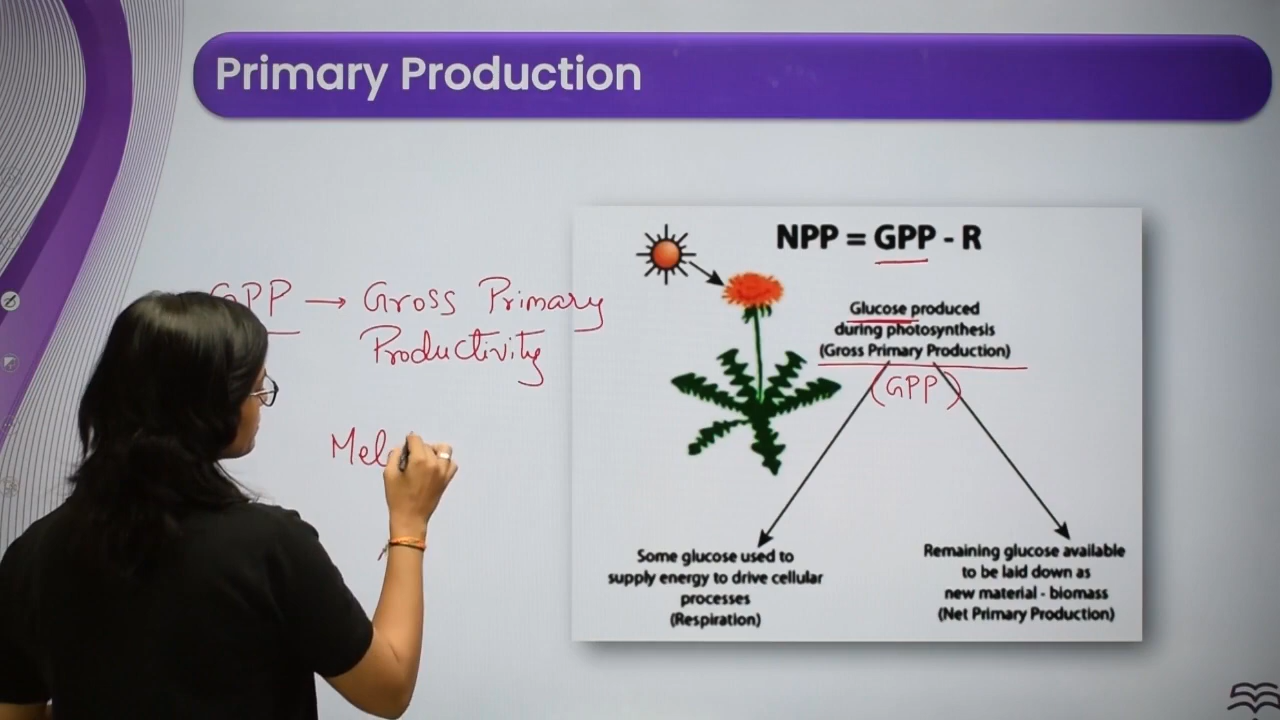 Primary Production
GPP → Gross Primary
Productivity
NPP = GPP - R
Glucose produced
during photosynthesis
(Gross Primary Production)
(GPP)
Some glucose used to
supply energy to drive cellular
processes
(Respiration)
Remaining glucose available
to be laid down as
new material - biomass
(Net Primary Production)